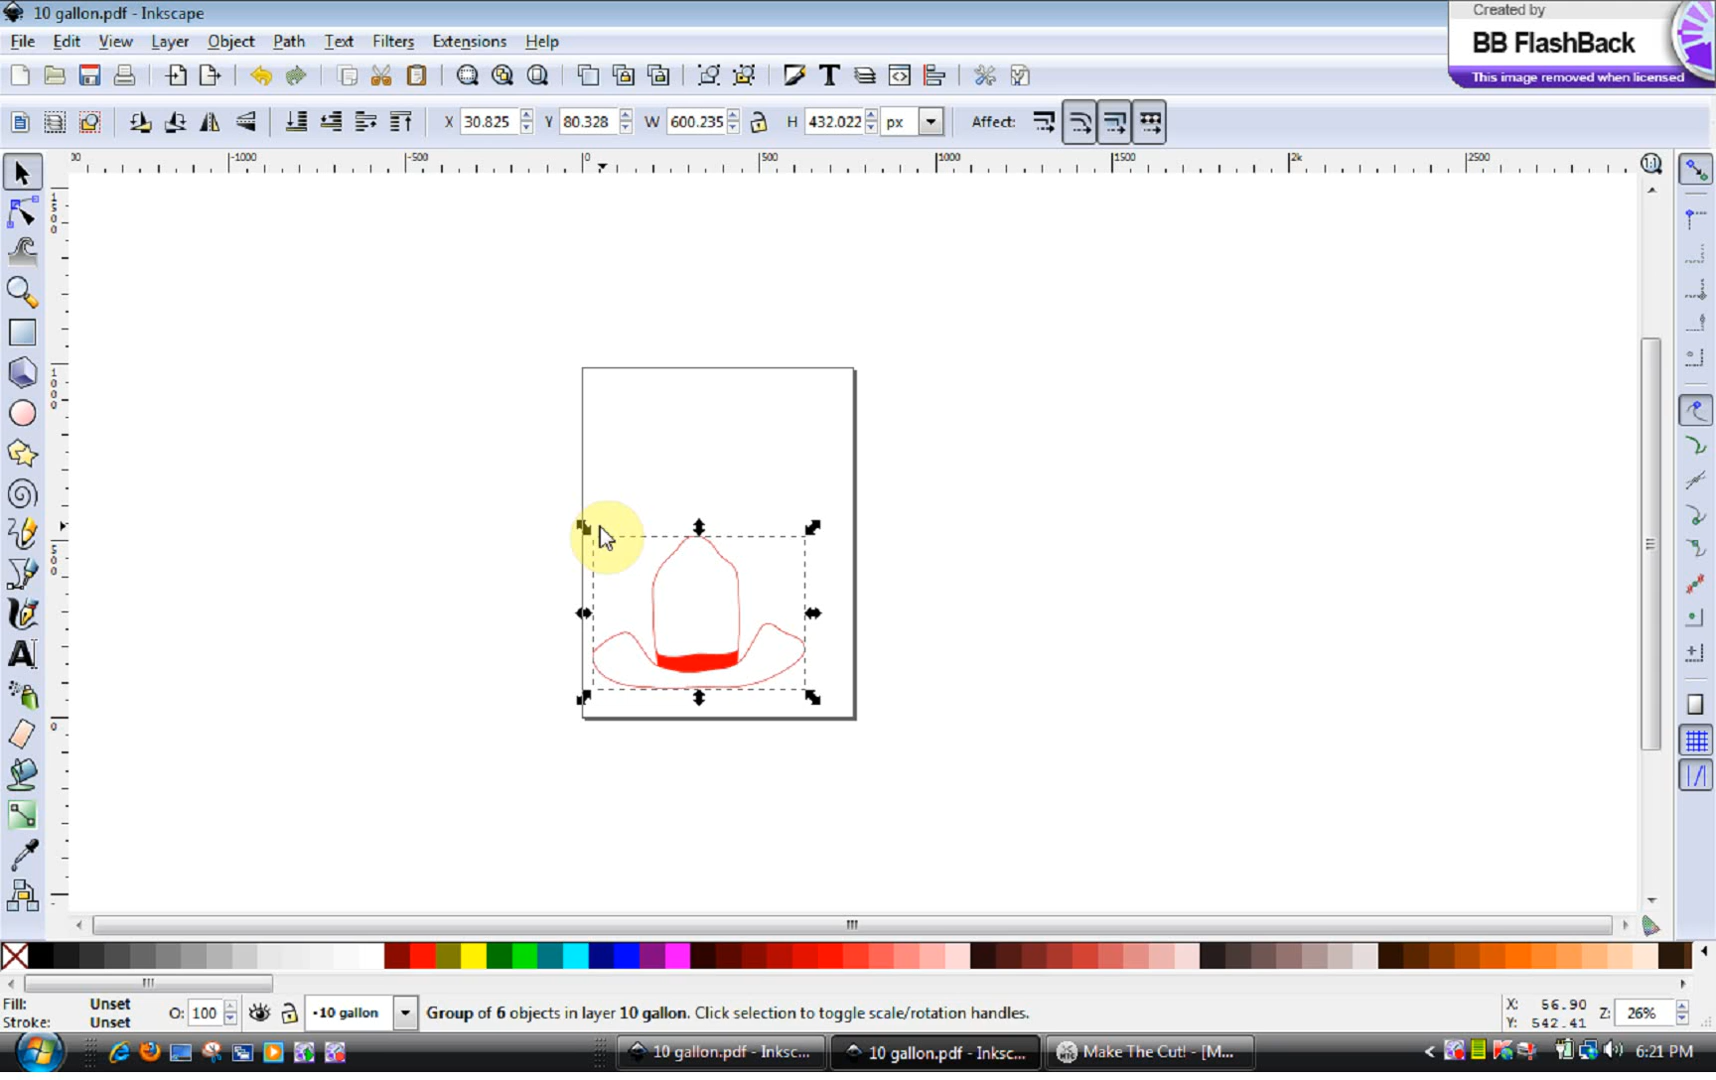 10 gallon.pdf - Inkscape
Created by
BB FlashBack
This image removed when licensed
File Edit View Layer Object Path Text Filters Extensions Help
X 30.825 Y 80.328 W 600.235 H 432.022 px Affect:
-1000 -500 0 500 1000 1500 2k 2500
Fill: Unset
Stroke: Unset
O: 100
•10 gallon
Group of 6 objects in layer 10 gallon. Click selection to toggle scale/rotation handles.
X: 56.90
Y: 542.41
Z: 26%
10 gallon.pdf - Inksc...
10 gallon.pdf - Inksc...
Make The Cut! - [M...
6:21 PM